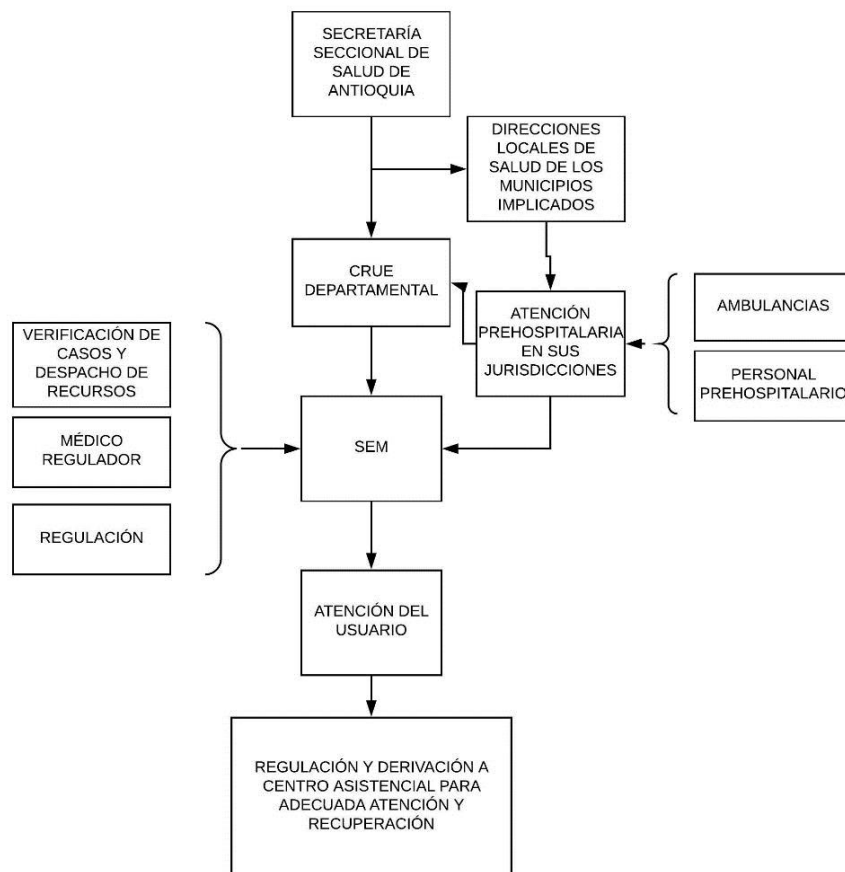 SECRETARÍA
SECCIONAL DE
SALUD DE
ANTIOQUIA
DIRECCIONES
LOCALES DE
SALUD DE LOS
MUNICIPIOS
IMPLICADOS
CRUE
DEPARTAMENTAL
ATENCIÓN
PREHOSPITALARIA
EN SUS
JURISDICCIONES
AMBULANCIAS
PERSONAL
PREHOSPITALARIO
VERIFICACIÓN DE
CASOS Y
DESPACHO DE
RECURSOS
MÉDICO
REGULADOR
REGULACIÓN
SEM
ATENCIÓN DEL
USUARIO
REGULACIÓN Y DERIVACIÓN A
CENTRO ASISTENCIAL PARA
ADECUADA ATENCIÓN Y
RECUPERACIÓN